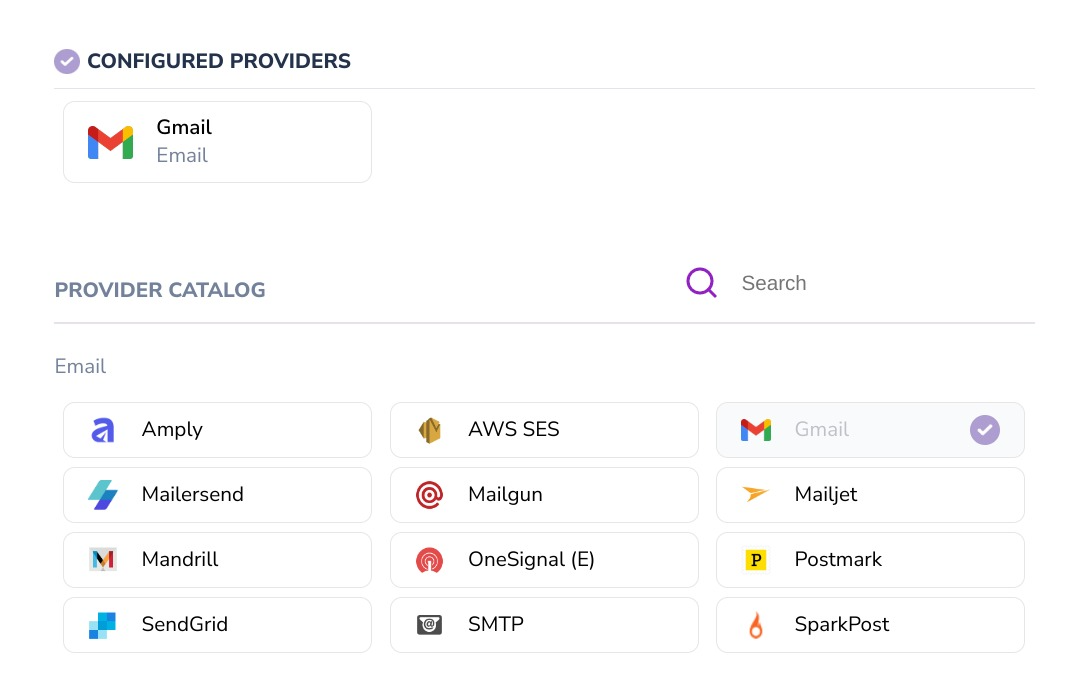 CONFIGURED PROVIDERS
Gmail
Email
PROVIDER CATALOG
Search
Email
Amply
AWS SES
Gmail
Mailersend
Mailgun
Mailjet
Mandrill
OneSignal (E)
Postmark
SendGrid
SMTP
SparkPost